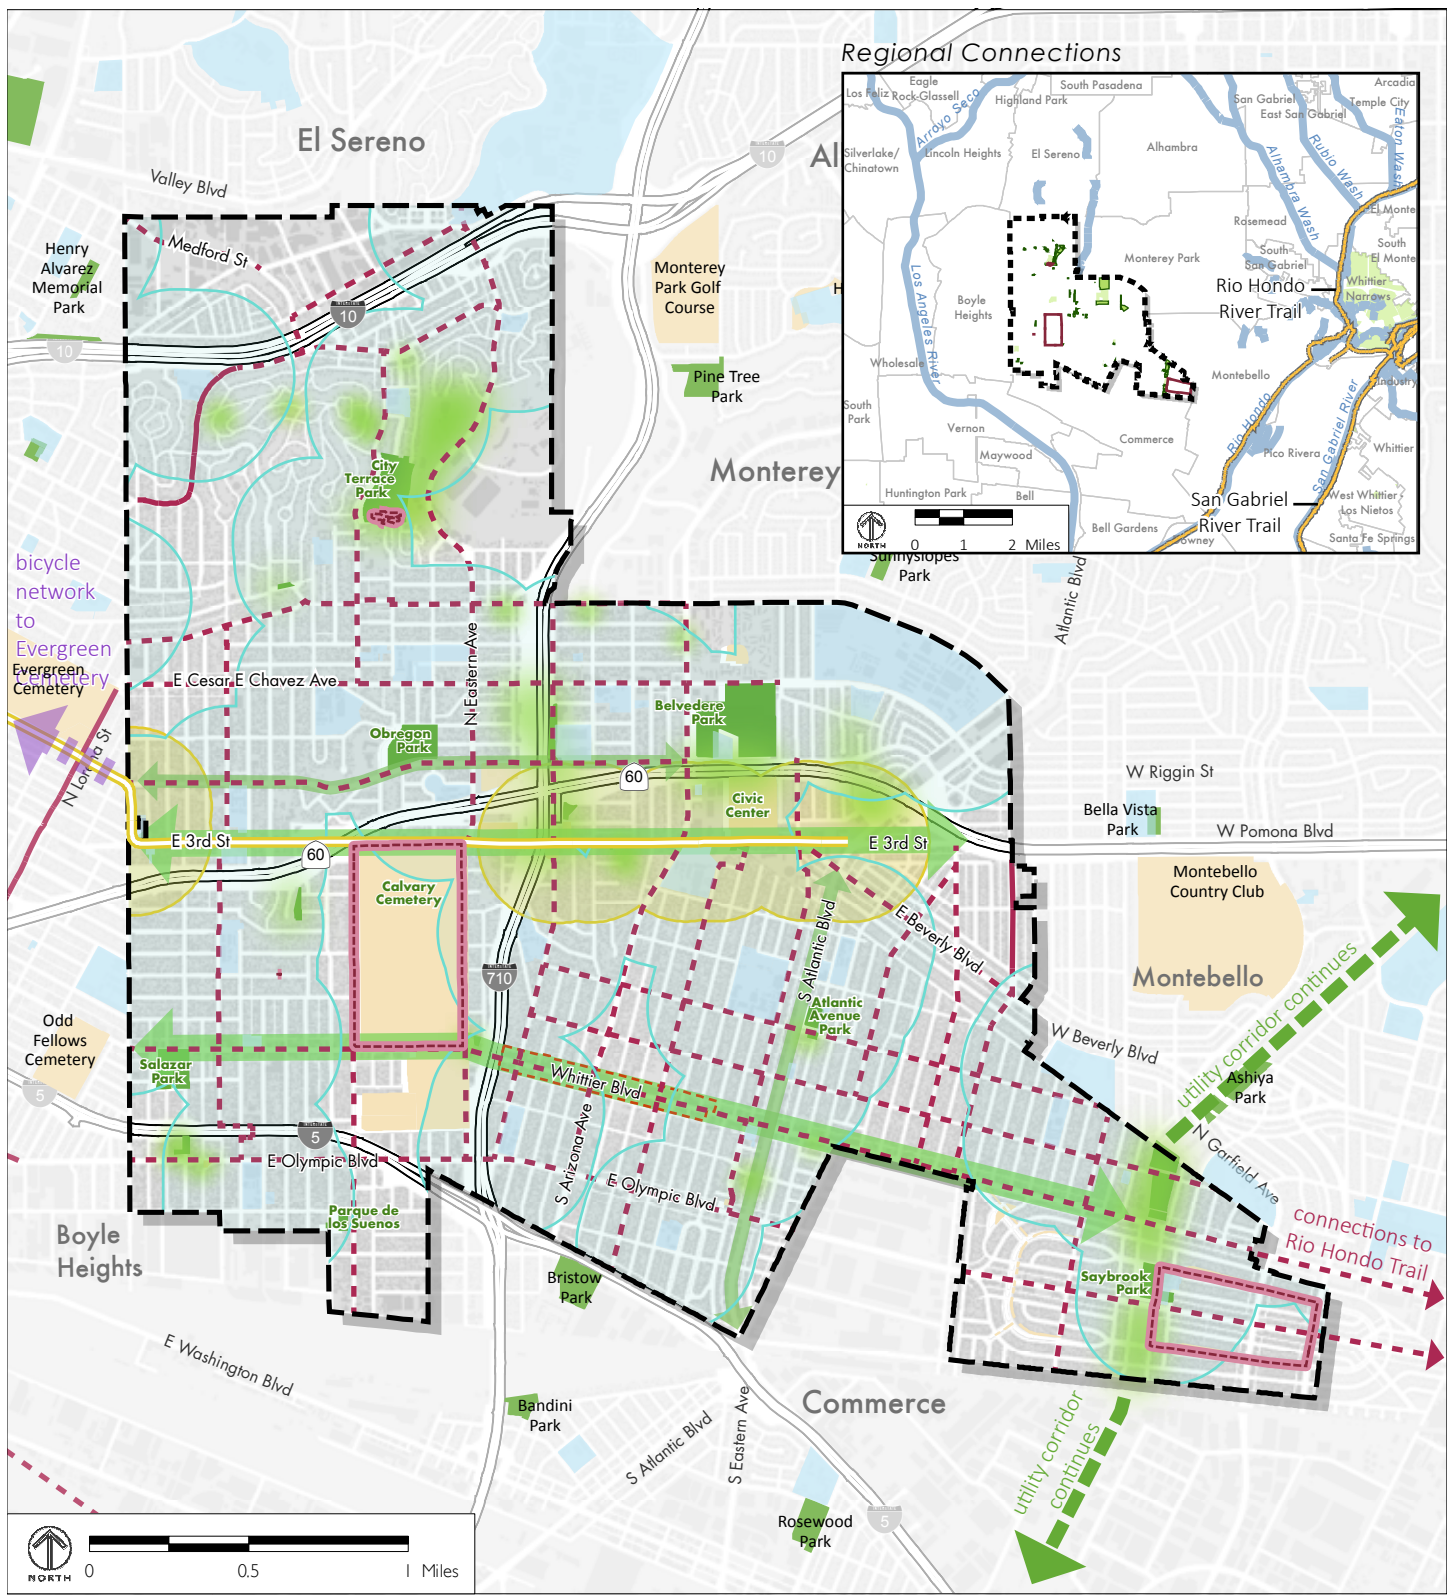 Regional Connections
Eagle
Rock-Glassell
Los Feliz
South Pasadena
Arcadia
Highland Park
San Gabriel
East San Gabriel
Temple City
Arroyo Seco
Eaton Wash
Silverlake/
Chinatown
Lincoln Heights
El Sereno
Alhambra
Rubio Wash
Alhambra Wash
El Monte
Rosemead
South
El Monte
South
San Gabriel
Monterey Park
Whittier
Narrows
Rio Hondo
River Trail
Los Angeles River
Boyle
Heights
Wholesale
Montebello
Industry
South
Park
Vernon
Commerce
Rio Hondo
San Gabriel River
Pico Rivera
Whittier
Maywood
Huntington Park
Bell
San Gabriel
River Trail
West Whittier -
Los Nietos
Bell Gardens
Downey
Santa Fe Springs
NORTH
0 1 2 Miles
El Sereno
10
Al
Valley Blvd
Medford St
Henry
Alvarez
Memorial
Park
Monterey
Park Golf
Course
H
INTERSTATE
10
10
Pine Tree
Park
City
Terrace
Park
Monterey
bicycle
network
to
Evergreen
Cemetery
Evergreen
Cemetery
Sunnyslopes
Park
Atlantic Blvd
N Eastern Ave
E Cesar E Chavez Ave
Belvedere
Park
Obregon
Park
N Lorena St
60
W Riggin St
Civic
Center
Bella Vista
Park
E 3rd St
E 3rd St
W Pomona Blvd
60
Calvary
Cemetery
Montebello
Country Club
E Beverly Blvd
S Atlantic Blvd
710
Montebello
utility corridor continues
Odd
Fellows
Cemetery
Atlantic
Avenue
Park
W Beverly Blvd
Salazar
Park
Whittier Blvd
Ashiya
Park
5
5
N Garfield Ave
E Olympic Blvd
S Arizona Ave
E Olympic Blvd
Parque de
los Suenos
Boyle
Heights
connections to
Rio Hondo Trail
Bristow
Park
Saybrook
Park
E Washington Blvd
Commerce
Bandini
Park
S Atlantic Blvd
S Eastern Ave
utility corridor
continues
Rosewood
Park
5
NORTH
0 0.5 1 Miles